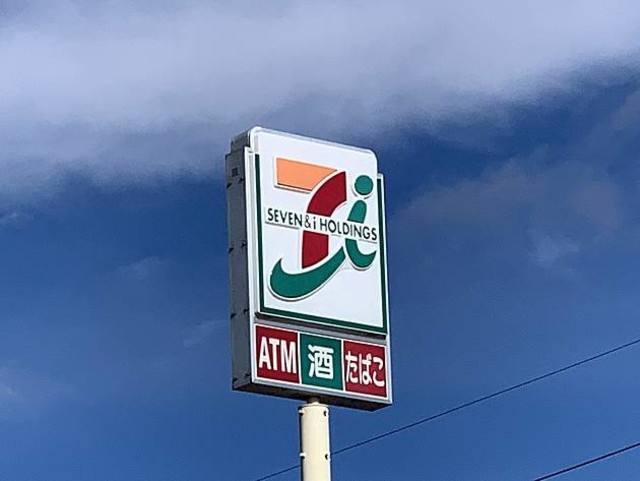 SEVEN&i HOLDINGS
ATM 酒 たばこ